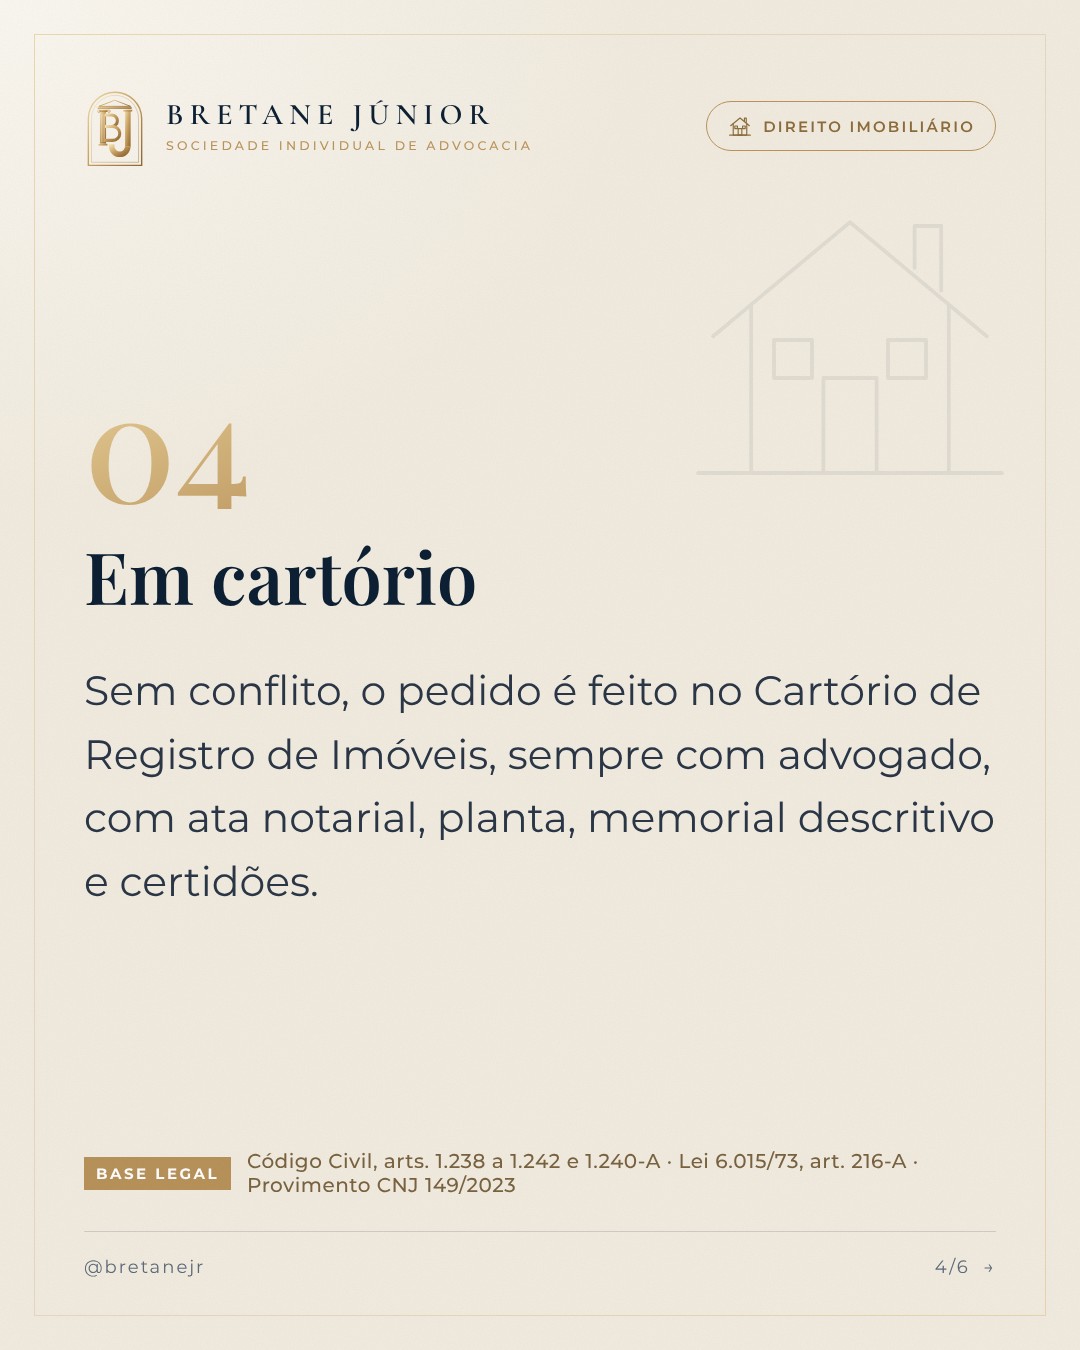 BJ
BRETANE JÚNIOR
SOCIEDADE INDIVIDUAL DE ADVOCACIA
DIREITO IMOBILIÁRIO
04
Em cartório
Sem conflito, o pedido é feito no Cartório de
Registro de Imóveis, sempre com advogado,
com ata notarial, planta, memorial descritivo
e certidões.
BASE LEGAL
Código Civil, arts. 1.238 a 1.242 e 1.240-A · Lei 6.015/73, art. 216-A ·
Provimento CNJ 149/2023
@bretanejr
4/6 →